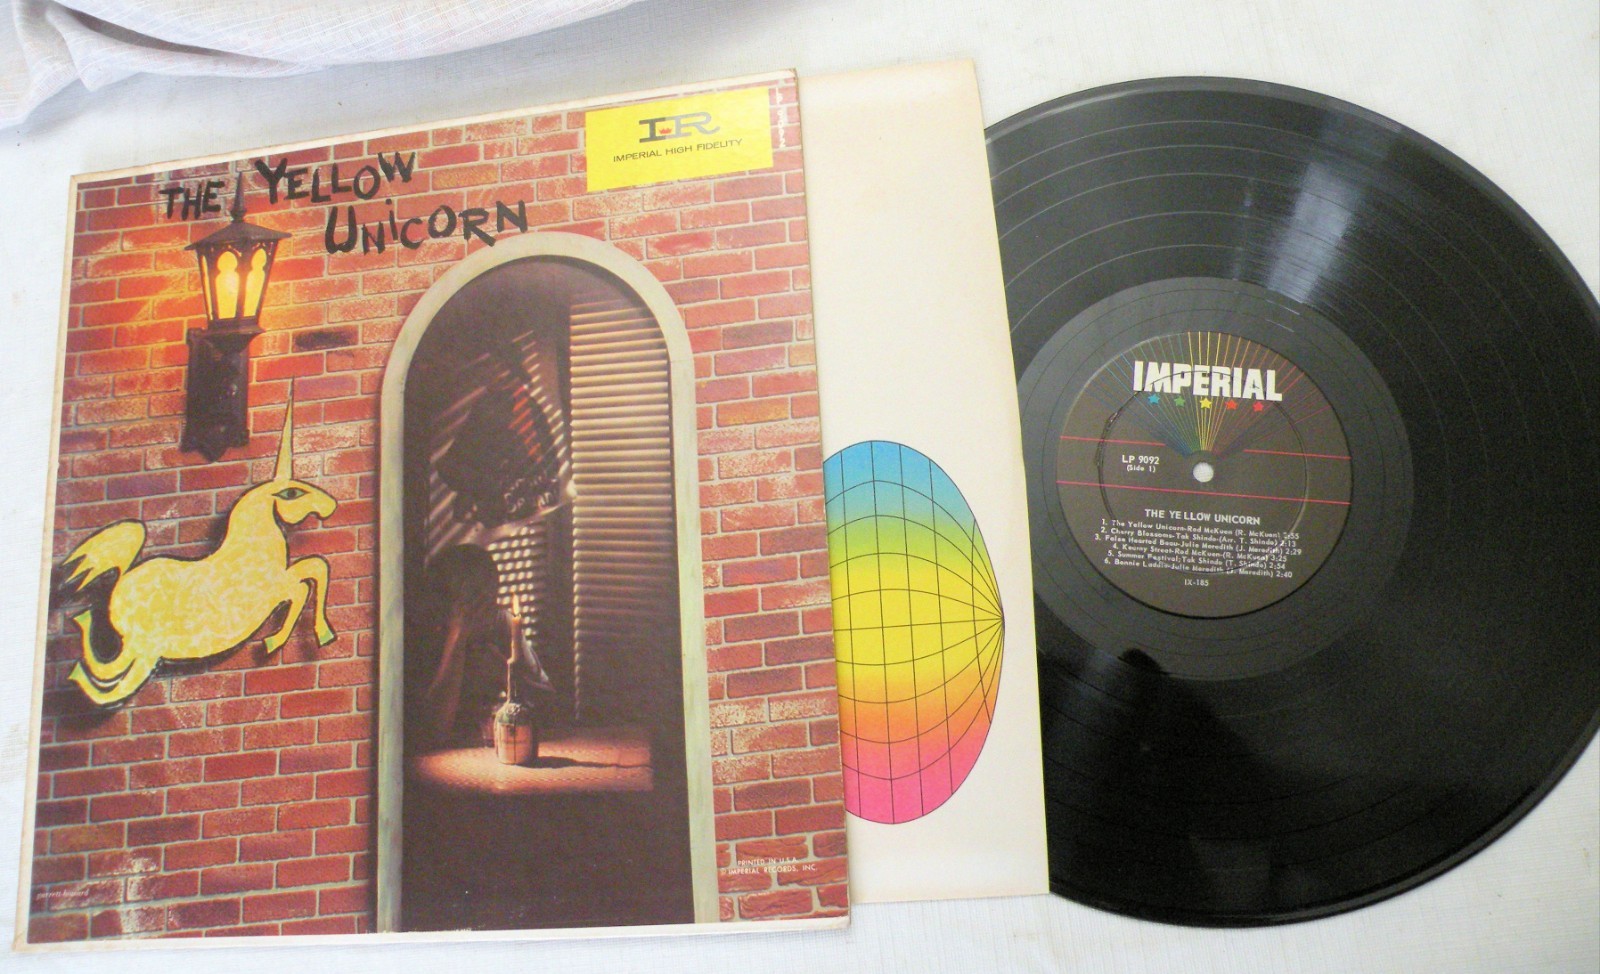 THE YELLOW
UNICORN
IR
IMPERIAL HIGH FIDELITY
PRINTED IN U.S.A.
© IMPERIAL RECORDS, INC.
IMPERIAL
LP 9092
(Side 1)
THE YELLOW UNICORN
1. The Yellow Unicorn-Rod McKuen (R. McKuen)
2. Cherry Blossoms-Tak Shindo-(Arr. T. Shindo) 2:13
3. False Hearted Beau-Julie Meredith (J. Meredith) 2:29
4. Kearny Street-Rod McKuen-(R. McKuen) 3:25
5. Summer Festival-Tak Shindo (T. Shindo) 2:54
6. Bonnie Laddie-Julie Meredith (J. Meredith) 2:40
IX-185